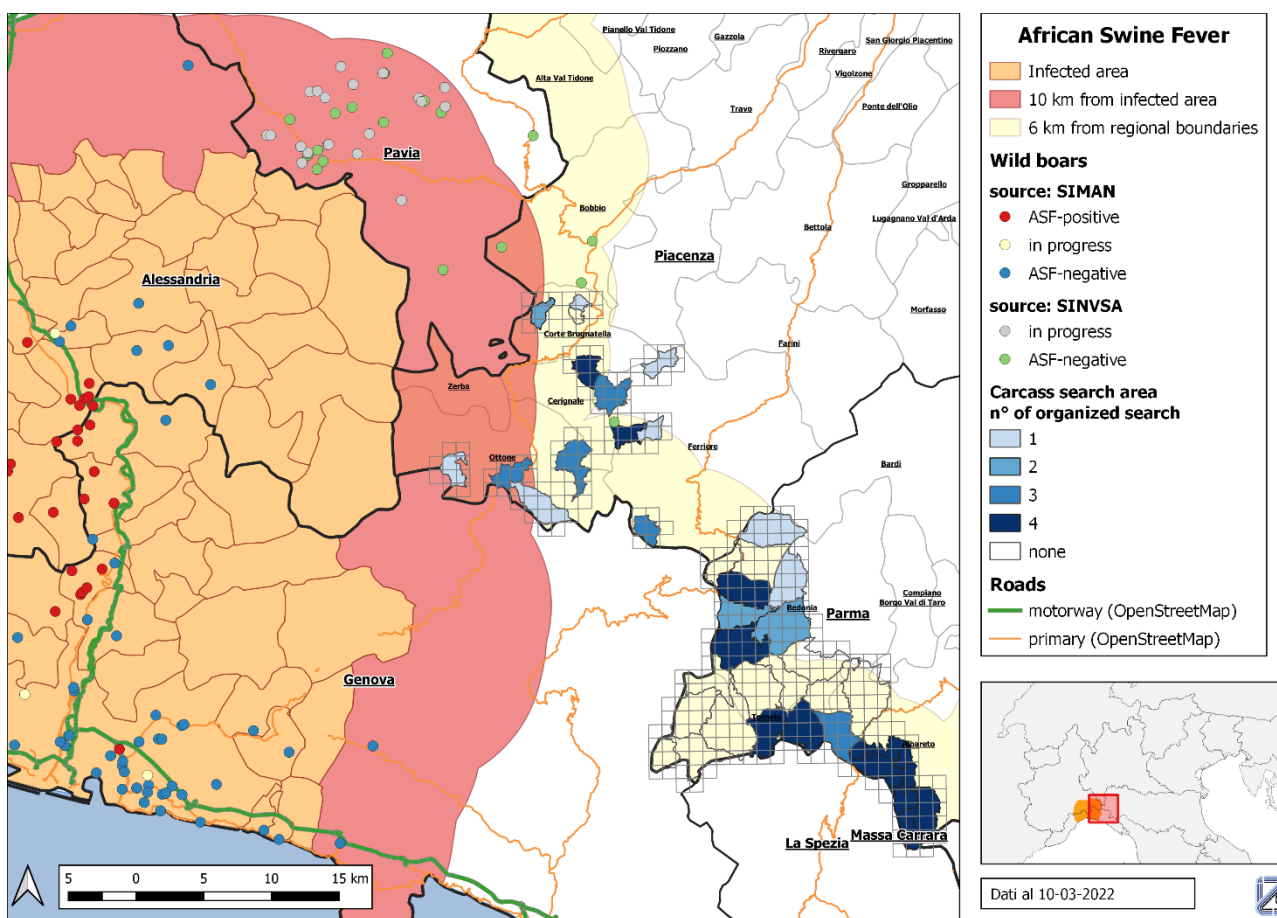 Pianello Val Tidone
Gazzola
San Giorgio Piacentino
Piozzano
Rivergaro
Vigolzone
Alta Val Tidone
Ponte dell'Olio
Travo
Pavia
Gropparello
Bobbio
Lugagnano Val d'Arda
Bettola
Piacenza
Alessandria
Morfasso
Corte Brugnatella
Farini
Zerba
Cerignale
Ferriere
Ottone
Bardi
Compiano
Bedonia
Borgo Val di Taro
Parma
Genova
Tornolo
Albareto
La Spezia
Massa Carrara
5 0 5 10 15 km
African Swine Fever
Infected area
10 km from infected area
6 km from regional boundaries
Wild boars
source: SIMAN
ASF-positive
in progress
ASF-negative
source: SINVSA
in progress
ASF-negative
Carcass search area
n° of organized search
1
2
3
4
none
Roads
motorway (OpenStreetMap)
primary (OpenStreetMap)
Dati al 10-03-2022